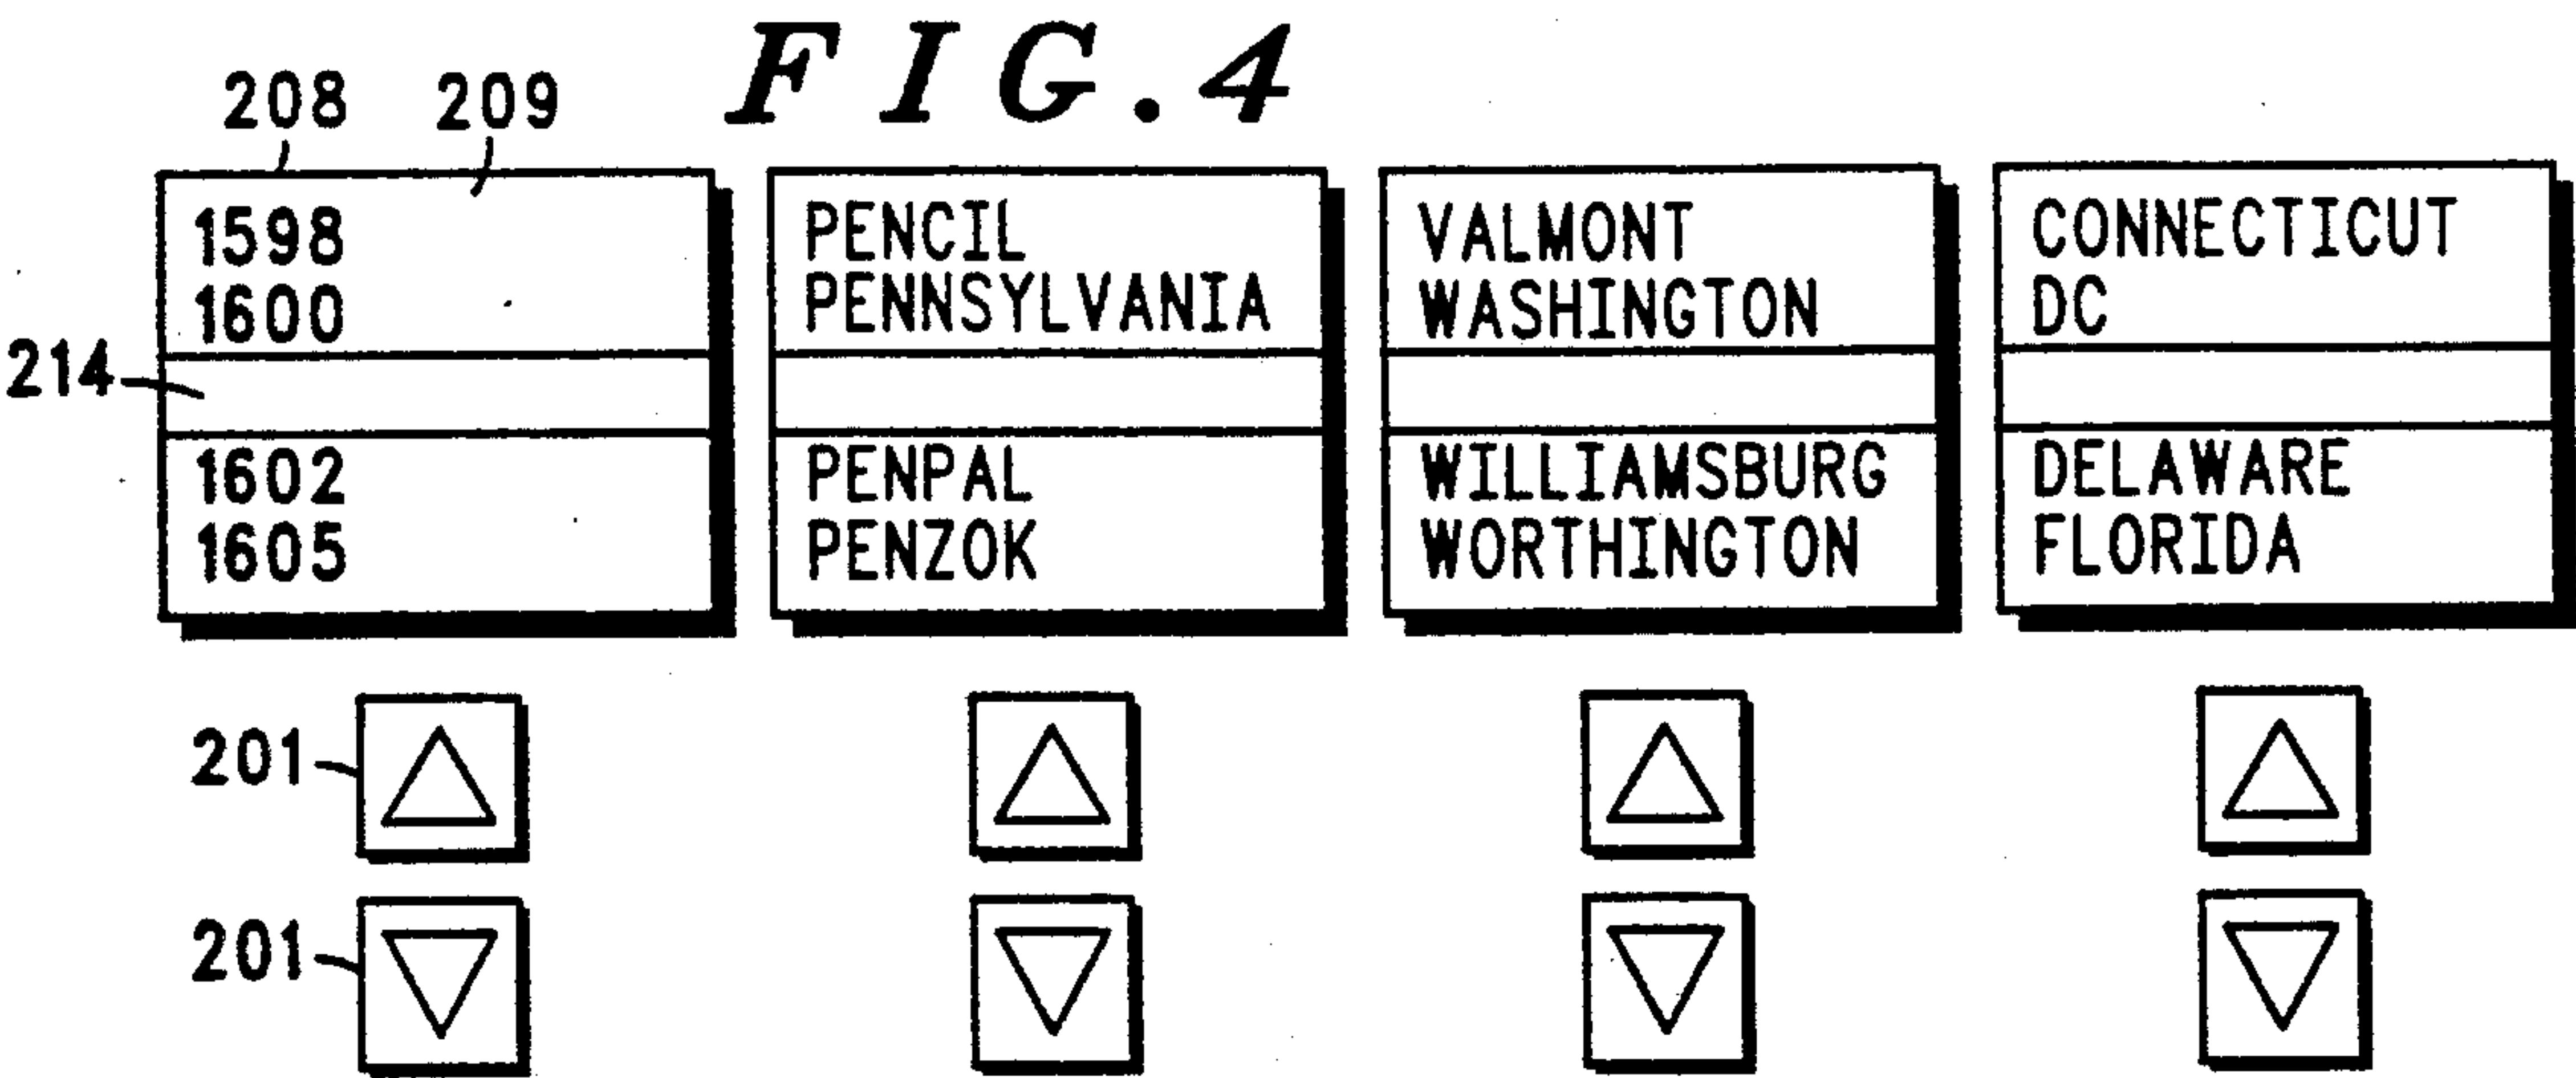 FIG.4
208 209
1598 PENCIL VALMONT CONNECTICUT
1600 PENNSYLVANIA WASHINGTON DC
214
1602 PENPAL WILLIAMSBURG DELAWARE
1605 PENZOK WORTHINGTON FLORIDA
201
201